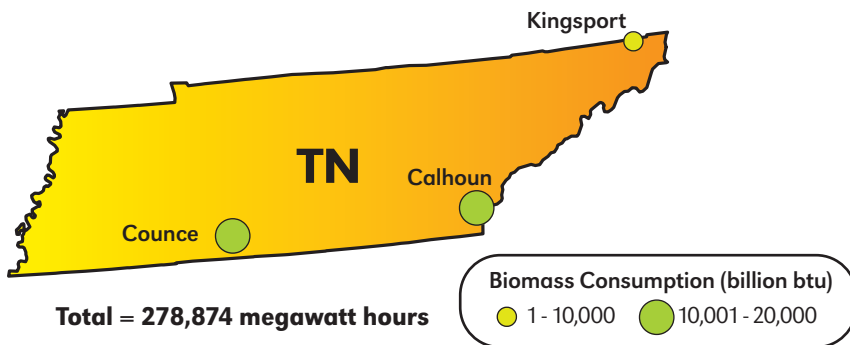 Kingsport
TN
Calhoun
Counce
Biomass Consumption (billion btu)
1 - 10,000 10,001 - 20,000
Total = 278,874 megawatt hours